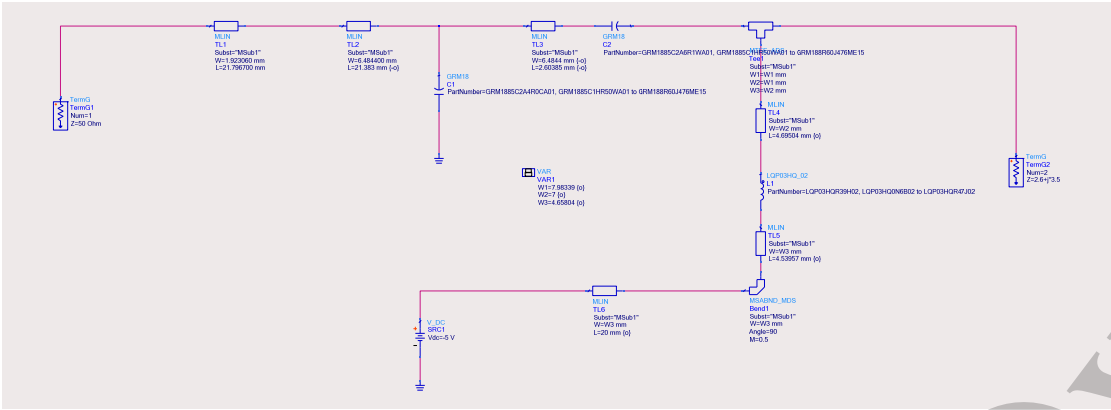 MLIN
TL1
Subst="MSub1"
W=1.923060 mm
L=21.796700 mm
MLIN
TL2
Subst="MSub1"
W=6.484400 mm {-o}
L=21.383 mm {-o}
MLIN
TL3
Subst="MSub1"
W=6.4844 mm {-o}
L=2.60385 mm {-o}
GRM18
C2
PartNumber=GRM1885C2A6R1WA01, GRM1885C1HR50WA01 to GRM188R60J476ME15
Tee1
Subst="MSub1"
W1=W1 mm
W2=W1 mm
W3=W2 mm
GRM18
C1
PartNumber=GRM1885C2A4R0CA01, GRM1885C1HR50WA01 to GRM188R60J476ME15
TermG
TermG1
Num=1
Z=50 Ohm
MLIN
TL4
Subst="MSub1"
W=W2 mm
L=4.69504 mm {o}
TermG
TermG2
Num=2
Z=2.6+j*3.5
VAR
VAR1
W1=7.98339 {o}
W2=7 {o}
W3=4.65804 {o}
LQP03HQ_02
L1
PartNumber=LQP03HQR39H02, LQP03HQ0N6B02 to LQP03HQR47J02
MLIN
TL5
Subst="MSub1"
W=W3 mm
L=4.53957 mm {o}
MLIN
TL6
Subst="MSub1"
W=W3 mm
L=20 mm {o}
MSABND_MDS
Bend1
Subst="MSub1"
W=W3 mm
Angle=90
M=0.5
V_DC
SRC1
Vdc=-5 V